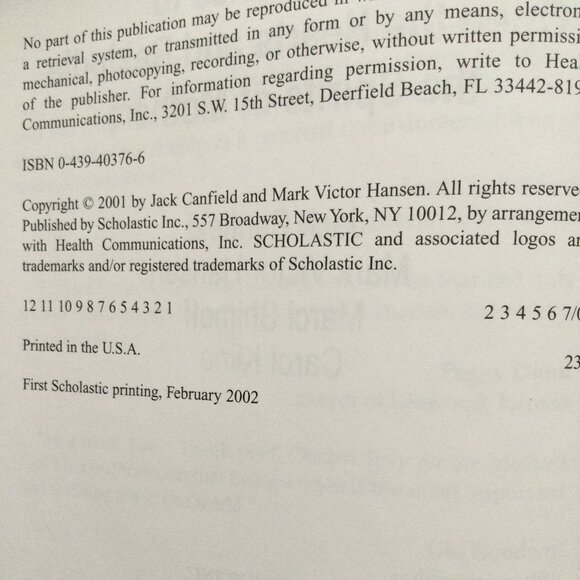 No part of this publication may be reproduced in
a retrieval system, or transmitted in any form or by any means, electron
mechanical, photocopying, recording, or otherwise, without written permissi
of the publisher. For information regarding permission, write to Heal
Communications, Inc., 3201 S.W. 15th Street, Deerfield Beach, FL 33442-819
ISBN 0-439-40376-6
Copyright © 2001 by Jack Canfield and Mark Victor Hansen. All rights reserve
Published by Scholastic Inc., 557 Broadway, New York, NY 10012, by arrangemen
with Health Communications, Inc. SCHOLASTIC and associated logos a
trademarks and/or registered trademarks of Scholastic Inc.
12 11 10 9 8 7 6 5 4 3 2 1 2 3 4 5 6 7/0
Printed in the U.S.A. 23
First Scholastic printing, February 2002